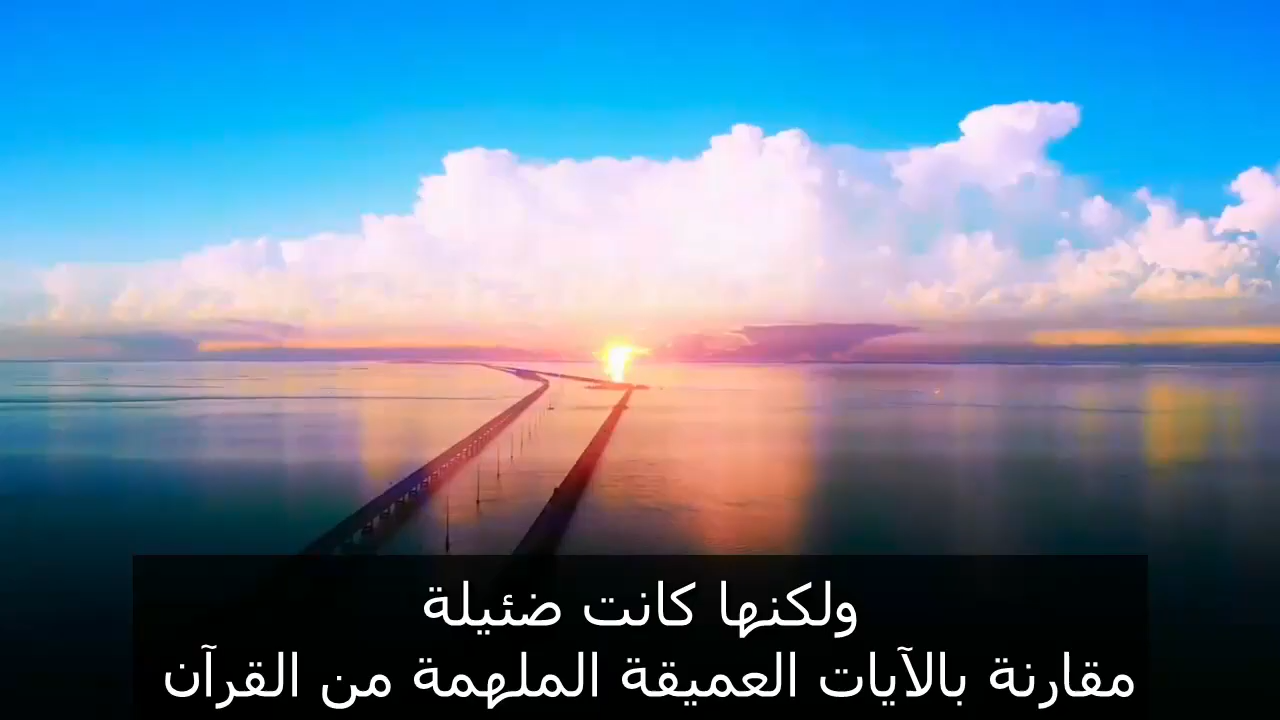 ولكنها كانت ضئيلة
مقارنة بالآيات العميقة الملهمة من القرآن